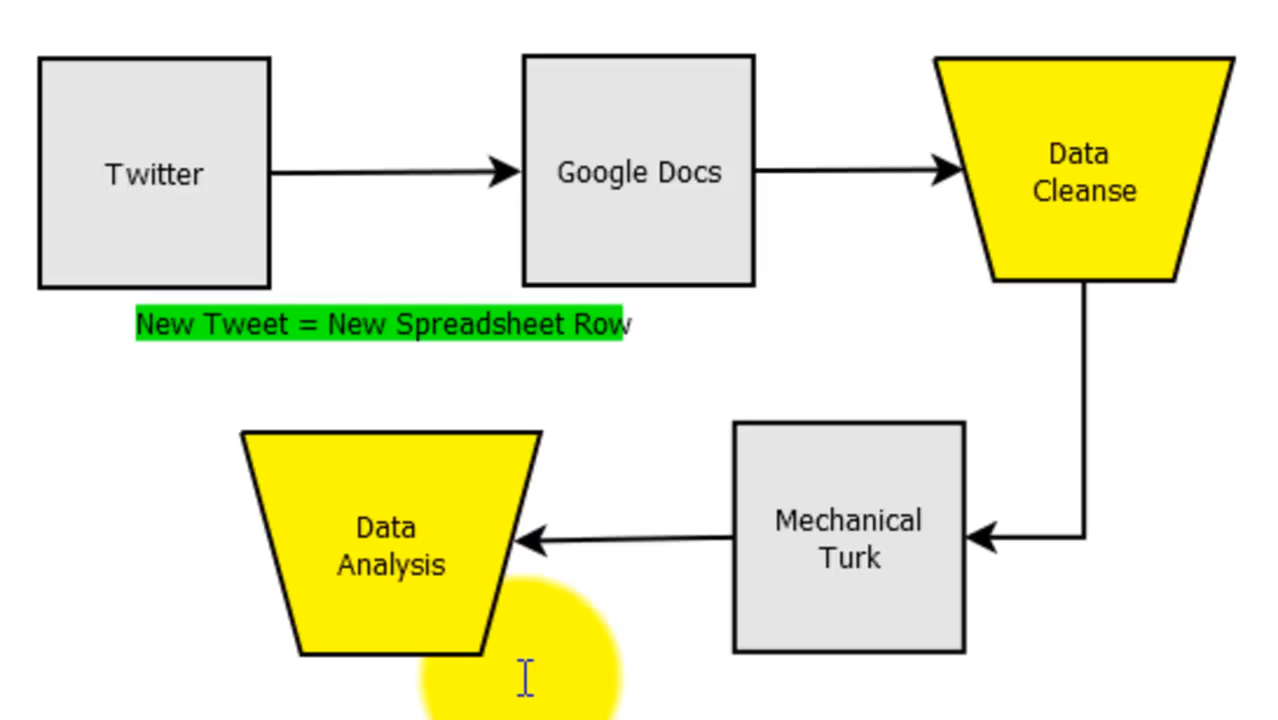 Twitter
Google Docs
Data
Cleanse
New Tweet = New Spreadsheet Row
Data
Analysis
Mechanical
Turk